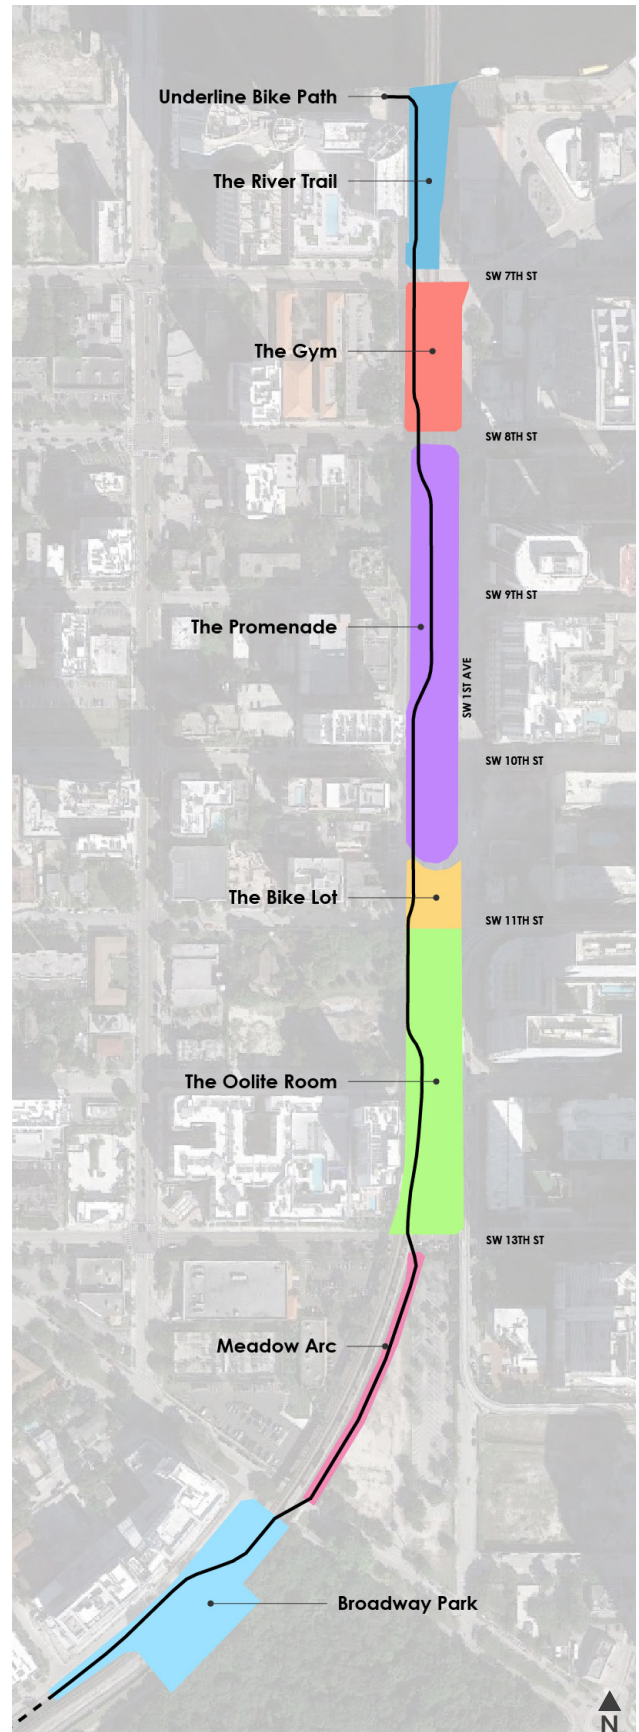 Underline Bike Path
The River Trail
SW 7TH ST
The Gym
SW 8TH ST
SW 9TH ST
The Promenade
SW 1ST AVE
SW 10TH ST
The Bike Lot
SW 11TH ST
The Oolite Room
SW 13TH ST
Meadow Arc
Broadway Park
N